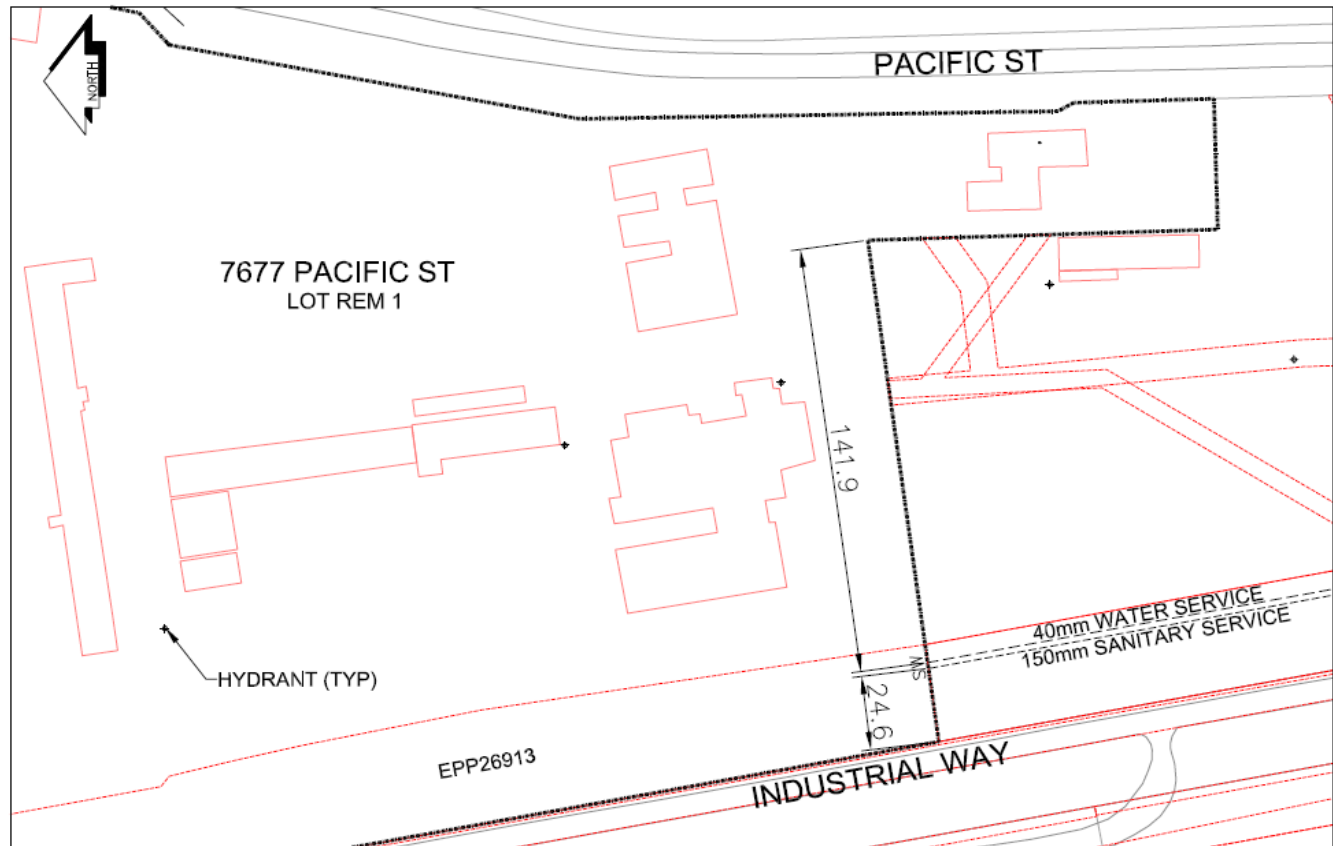 NORTH
PACIFIC ST
7677 PACIFIC ST
LOT REM 1
141.9
40mm WATER SERVICE
150mm SANITARY SERVICE
24.6
HYDRANT (TYP)
EPP26913
INDUSTRIAL WAY